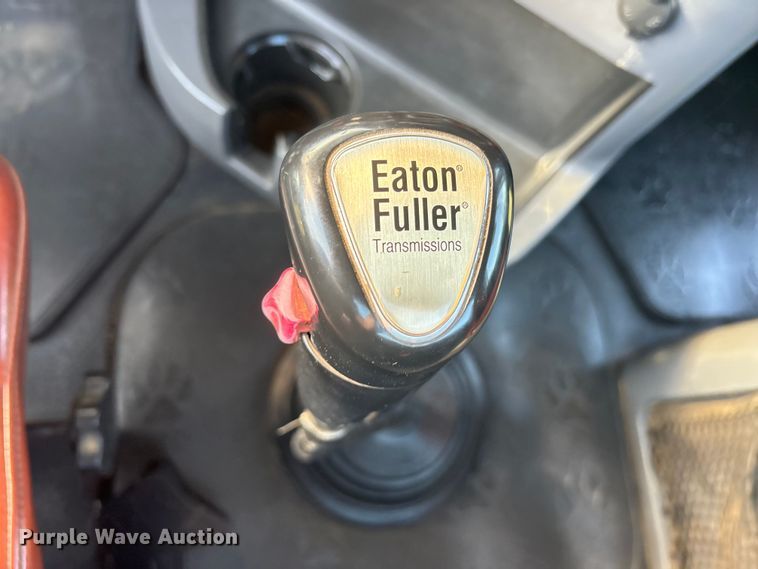 Eaton®
Fuller®
Transmissions
Purple Wave Auction